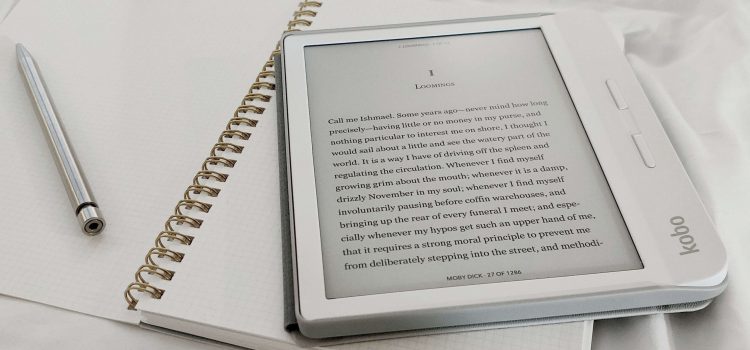 I
LOOMINGS
Call me Ishmael. Some years ago—never mind how long
precisely—having little or no money in my purse, and
nothing particular to interest me on shore, I thought I
would sail about a little and see the watery part of the
world. It is a way I have of driving off the spleen and
regulating the circulation. Whenever I find myself
growing grim about the mouth; whenever it is a damp,
drizzly November in my soul; whenever I find myself
involuntarily pausing before coffin warehouses, and
bringing up the rear of every funeral I meet; and espe-
cially whenever my hypos get such an upper hand of me,
that it requires a strong moral principle to prevent me
from deliberately stepping into the street, and methodi-
MOBY DICK · 27 OF 1286
kobo